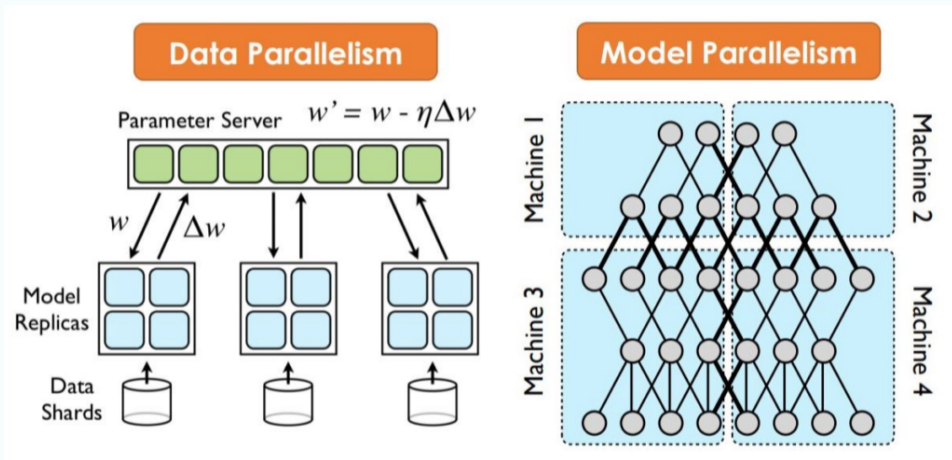 Data Parallelism
Parameter Server
w' = w - ηΔw
w
Δw
Model
Replicas
Data
Shards
Model Parallelism
Machine 1
Machine 2
Machine 3
Machine 4